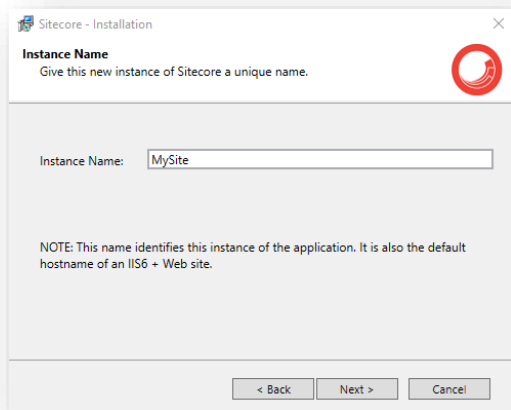 Sitecore - Installation
Instance Name
Give this new instance of Sitecore a unique name.
Instance Name: MySite
NOTE: This name identifies this instance of the application. It is also the default
hostname of an IIS6 + Web site.
< Back Next > Cancel